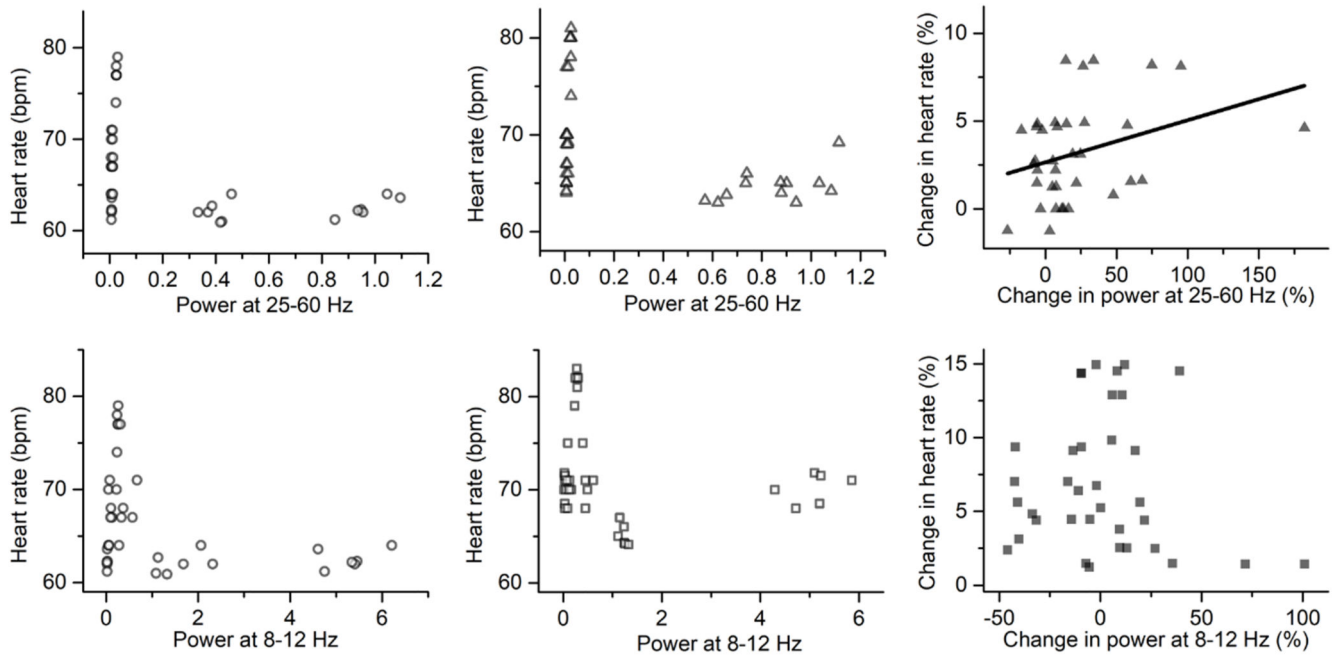 80
70
60
Heart rate (bpm)
0.0 0.2 0.4 0.6 0.8 1.0 1.2
Power at 25-60 Hz
80
70
60
Heart rate (bpm)
0.0 0.2 0.4 0.6 0.8 1.0 1.2
Power at 25-60 Hz
10
5
0
Change in heart rate (%)
0 50 100 150
Change in power at 25-60 Hz (%)
80
70
60
Heart rate (bpm)
0 2 4 6
Power at 8-12 Hz
80
70
60
Heart rate (bpm)
0 2 4 6
Power at 8-12 Hz
15
10
5
0
Change in heart rate (%)
-50 0 50 100
Change in power at 8-12 Hz (%)